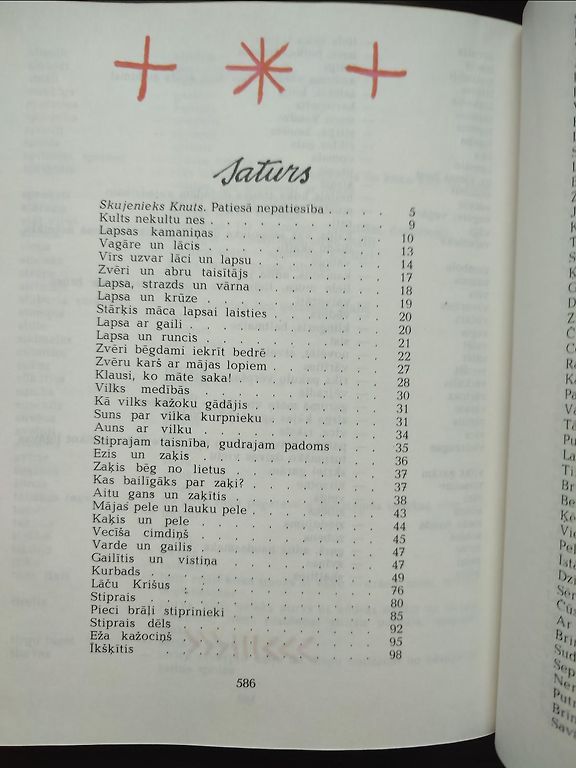 Saturs
Skujenieks Knuts. Patiesā nepatiesība . . . . 5
Kults nekultu nes . . . . . . . . . 9
Lapsas kamaniņas . . . . . . . . . 10
Vagāre un lācis . . . . . . . . . 13
Vīrs uzvar lāci un lapsu . . . . . . . 14
Zvēri un abru taisītājs . . . . . . . 17
Lapsa, strazds un vārna . . . . . . . 18
Lapsa un krūze . . . . . . . . . 19
Stārķis māca lapsai laisties . . . . . . 20
Lapsa ar gaili . . . . . . . . . 20
Lapsa un runcis . . . . . . . . . 21
Zvēri bēgdami iekrīt bedrē . . . . . . 22
Zvēru karš ar mājas lopiem . . . . . . 27
Klausi, ko māte saka! . . . . . . . 28
Vilks medībās . . . . . . . . . 30
Kā vilks kažoku gādājis . . . . . . . 31
Suns par vilka kurpnieku . . . . . . 31
Auns ar vilku . . . . . . . . . 34
Stiprajam taisnība, gudrajam padoms . . . . 35
Ezis un zaķis . . . . . . . . . 36
Zaķis bēg no lietus . . . . . . . . 37
Kas bailīgāks par zaķi? . . . . . . . 37
Aitu gans un zaķītis . . . . . . . . 38
Mājas pele un lauku pele . . . . . . . 43
Kaķis un pele . . . . . . . . . 44
Vecīša cimdiņš . . . . . . . . . 45
Varde un gailis . . . . . . . . . 47
Gailītis un vistiņa . . . . . . . . 47
Kurbads . . . . . . . . . . . 49
Lāču Krišus . . . . . . . . . . 76
Stiprais . . . . . . . . . . . 80
Pieci brāļi stiprinieki . . . . . . . 85
Stiprais dēls . . . . . . . . . 92
Eža kažociņš . . . . . . . . . 95
Īkšķītis . . . . . . . . . . 98
586